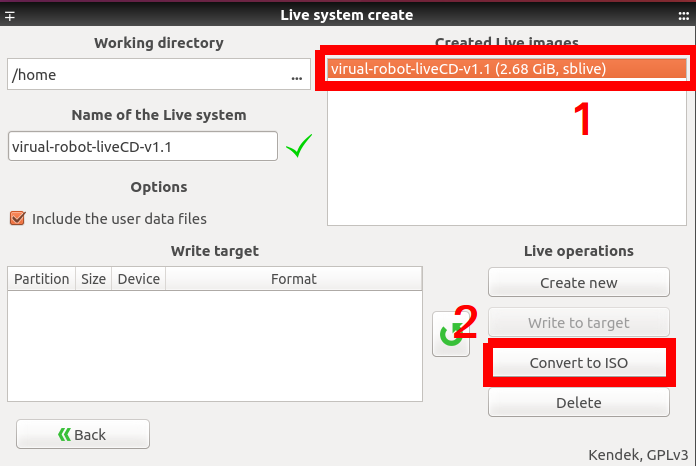 Live system create
Working directory
/home
...
Name of the Live system
virual-robot-liveCD-v1.1
Options
Include the user data files
Created Live images
virual-robot-liveCD-v1.1 (2.68 GiB, sblive)
1
Write target
Partition Size Device Format
2
Live operations
Create new
Write to target
Convert to ISO
Delete
Back
Kendek, GPLv3